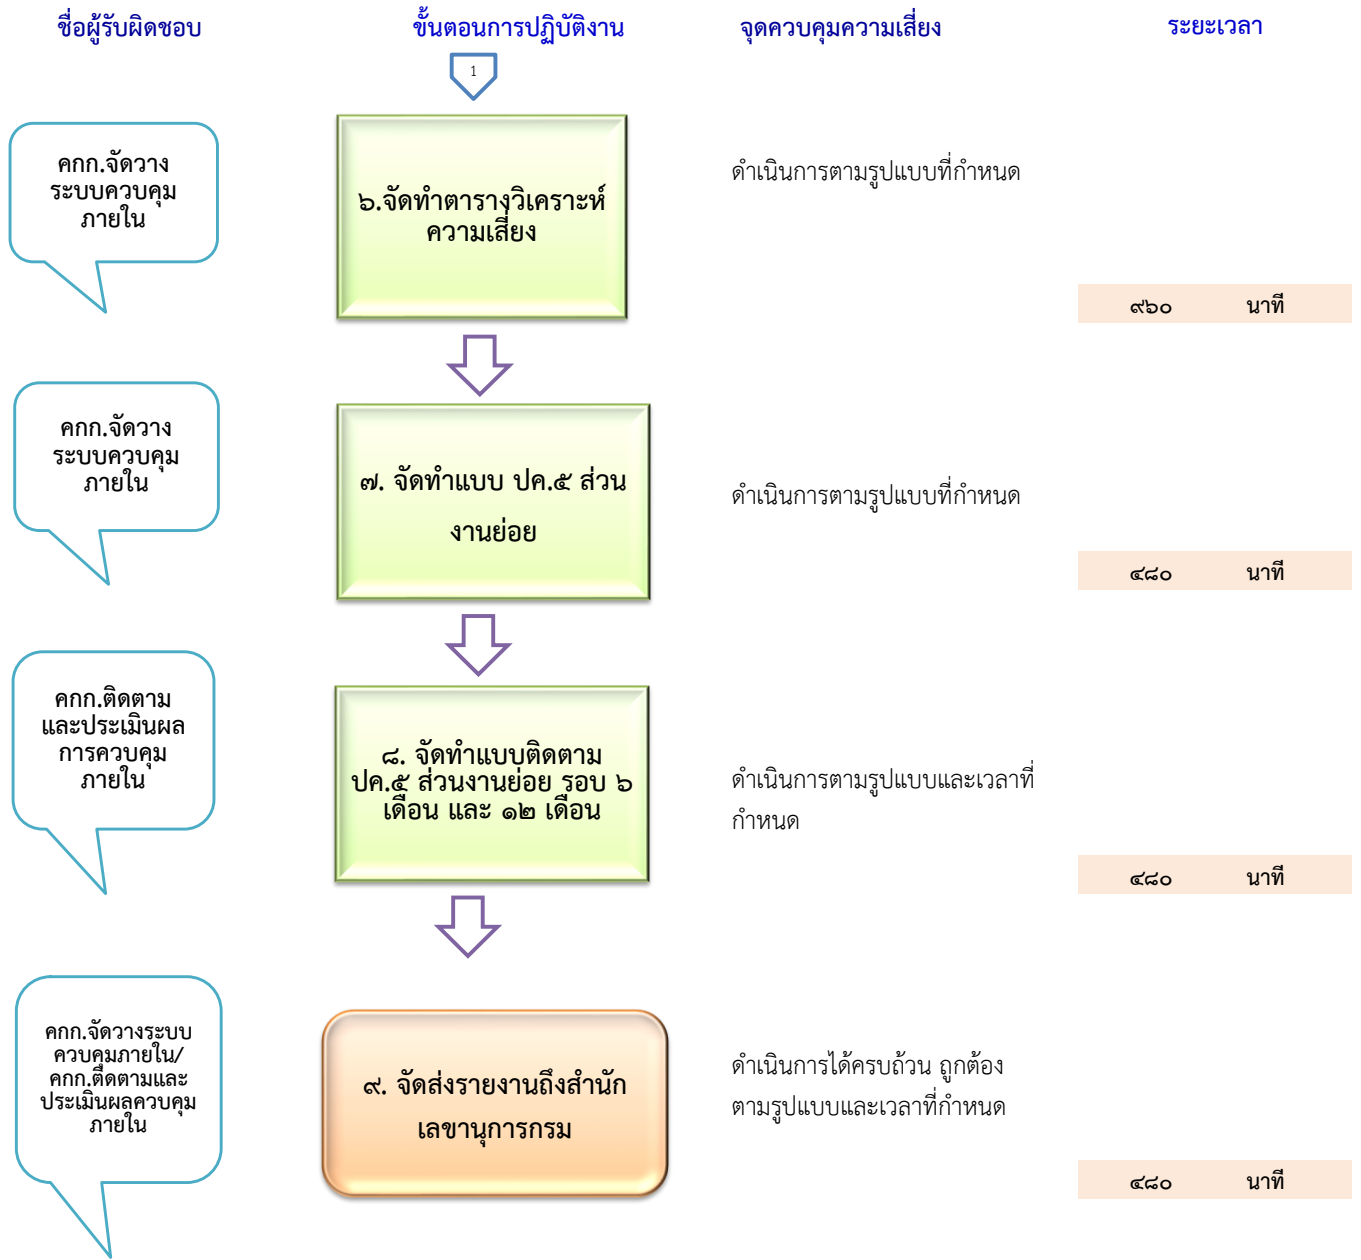 ชื่อผู้รับผิดชอบ
ขั้นตอนการปฏิบัติงาน
จุดควบคุมความเสี่ยง
ระยะเวลา
1
คกก.จัดวาง
ระบบควบคุม
ภายใน
๖.จัดทำตารางวิเคราะห์
ความเสี่ยง
ดำเนินการตามรูปแบบที่กำหนด
๙๖๐ นาที
คกก.จัดวาง
ระบบควบคุม
ภายใน
๗. จัดทำแบบ ปค.๕ ส่วน
งานย่อย
ดำเนินการตามรูปแบบที่กำหนด
๔๘๐ นาที
คกก.ติดตาม
และประเมินผล
การควบคุม
ภายใน
๘. จัดทำแบบติดตาม
ปค.๕ ส่วนงานย่อย รอบ ๖
เดือน และ ๑๒ เดือน
ดำเนินการตามรูปแบบและเวลาที่
กำหนด
๔๘๐ นาที
คกก.จัดวางระบบ
ควบคุมภายใน/
คกก.ติดตามและ
ประเมินผลควบคุม
ภายใน
๙. จัดส่งรายงานถึงสำนัก
เลขานุการกรม
ดำเนินการได้ครบถ้วน ถูกต้อง
ตามรูปแบบและเวลาที่กำหนด
๔๘๐ นาที